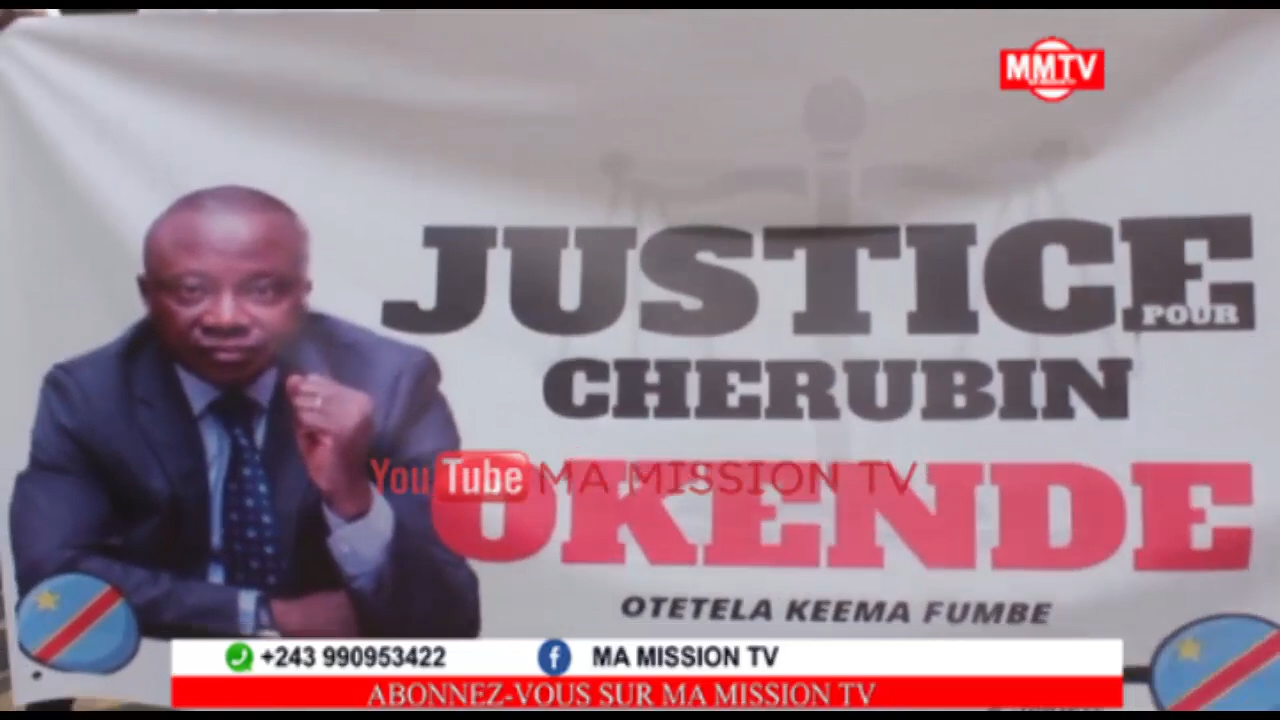 MMTV
JUSTICE
POUR
CHERUBIN
YouTube MA MISSION TV
OKENDE
OTETELA KEEMA FUMBE
+243 990953422 MA MISSION TV
ABONNEZ-VOUS SUR MA MISSION TV